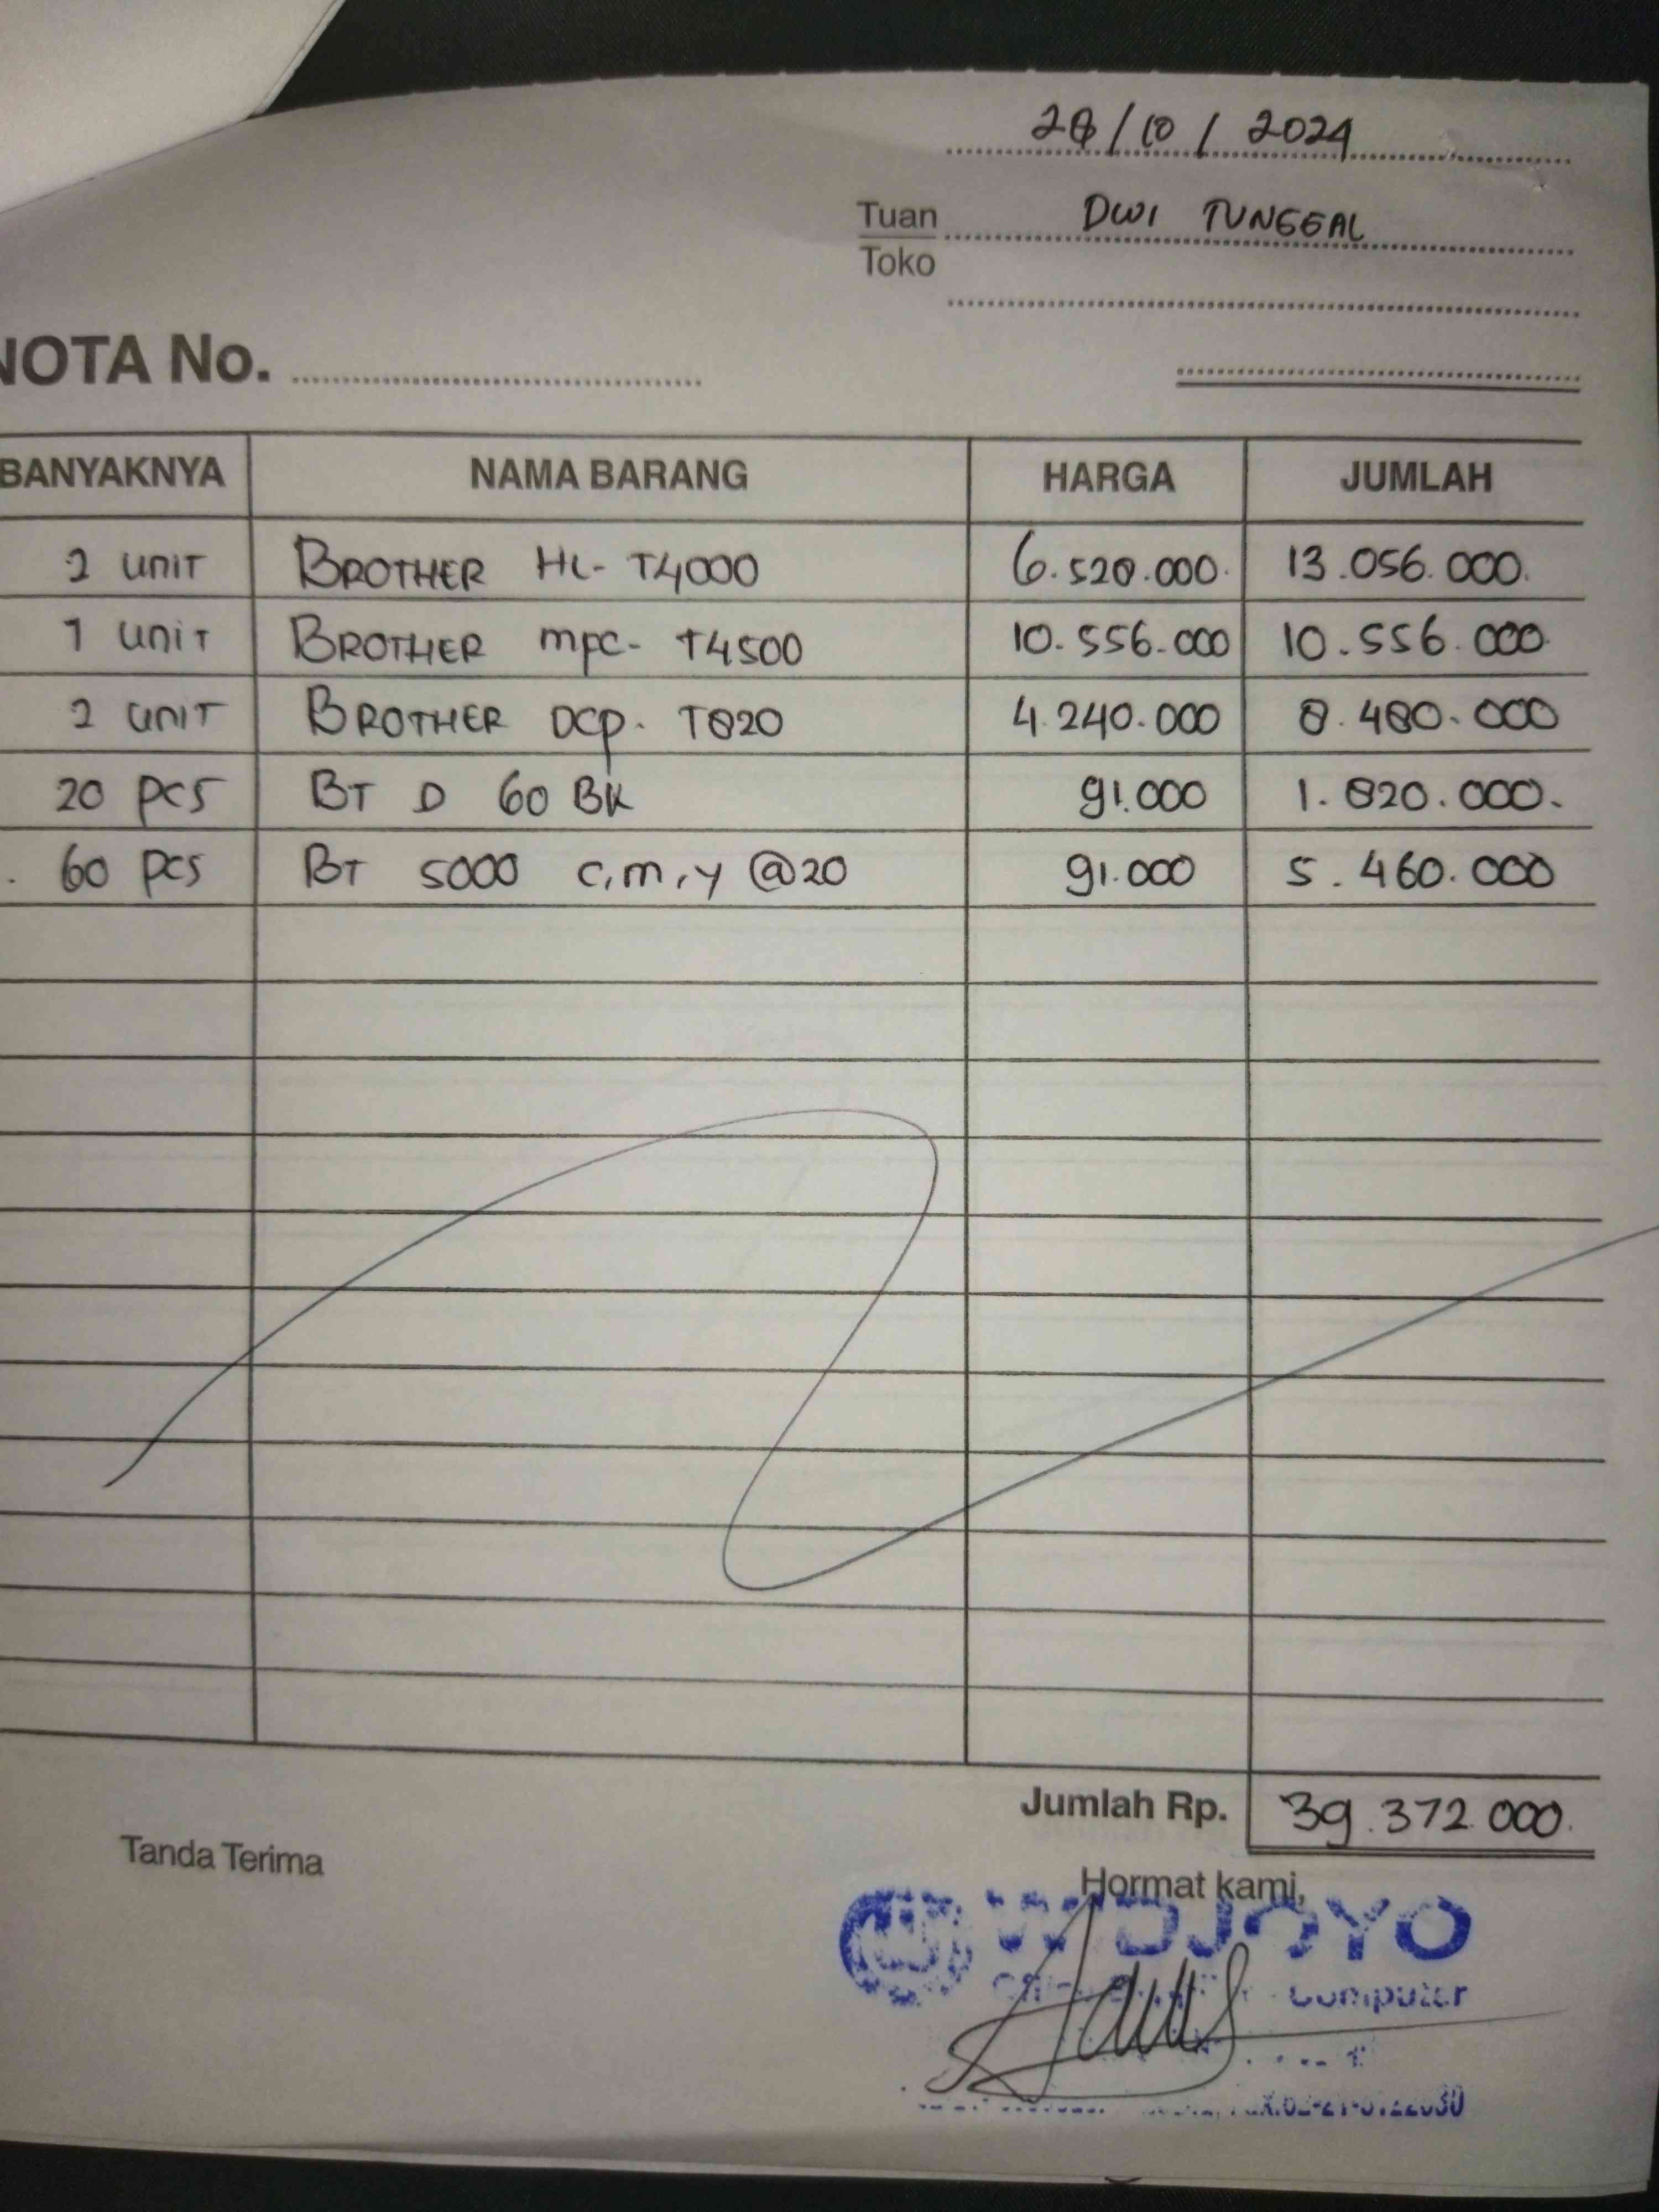 28/10/2024
Tuan DWI TUNGGAL
Toko
NOTA No.
BANYAKNYA NAMA BARANG HARGA JUMLAH
2 UNIT BROTHER HL-T4000 6.528.000 13.056.000
1 UNIT BROTHER MFC-T4500 10.556.000 10.556.000
2 UNIT BROTHER DCP-T820 4.240.000 8.480.000
20 PCS BT D 60 BK 91.000 1.820.000
60 PCS BT 5000 C,M,Y @20 91.000 5.460.000
Jumlah Rp. 39.372.000
Tanda Terima
Hormat kami,
WIDJOYO
Computer